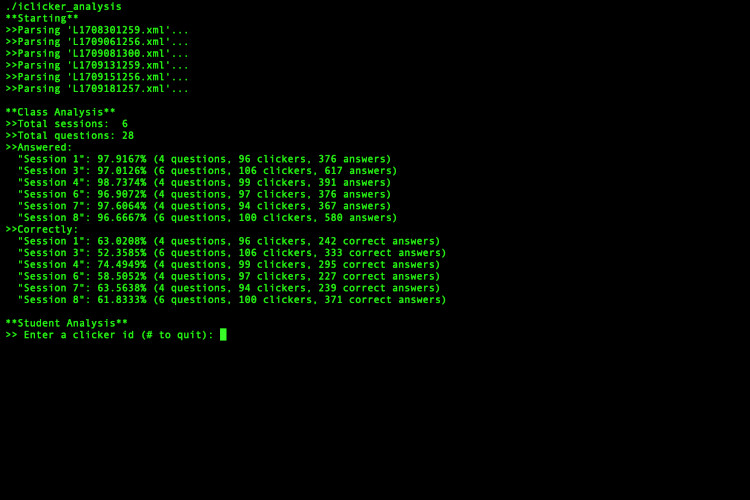 ./iclicker_analysis
**Starting**
>>Parsing 'L1708301259.xml'...
>>Parsing 'L1709061256.xml'...
>>Parsing 'L1709081300.xml'...
>>Parsing 'L1709131259.xml'...
>>Parsing 'L1709151256.xml'...
>>Parsing 'L1709181257.xml'...

**Class Analysis**
>>Total sessions:  6
>>Total questions: 28
>>Answered:
  "Session 1": 97.9167% (4 questions, 96 clickers, 376 answers)
  "Session 3": 97.0126% (6 questions, 106 clickers, 617 answers)
  "Session 4": 98.7374% (4 questions, 99 clickers, 391 answers)
  "Session 6": 96.9072% (4 questions, 97 clickers, 376 answers)
  "Session 7": 97.6064% (4 questions, 94 clickers, 367 answers)
  "Session 8": 96.6667% (6 questions, 100 clickers, 580 answers)
>>Correctly:
  "Session 1": 63.0208% (4 questions, 96 clickers, 242 correct answers)
  "Session 3": 52.3585% (6 questions, 106 clickers, 333 correct answers)
  "Session 4": 74.4949% (4 questions, 99 clickers, 295 correct answers)
  "Session 6": 58.5052% (4 questions, 97 clickers, 227 correct answers)
  "Session 7": 63.5638% (4 questions, 94 clickers, 239 correct answers)
  "Session 8": 61.8333% (6 questions, 100 clickers, 371 correct answers)

**Student Analysis**
>> Enter a clicker id (# to quit):